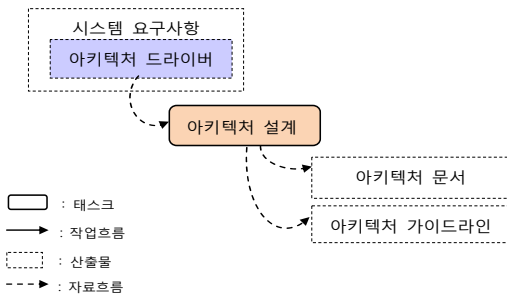 시스템 요구사항
아키텍처 드라이버
아키텍처 설계
아키텍처 문서
아키텍처 가이드라인
: 태스크
: 작업흐름
: 산출물
: 자료흐름